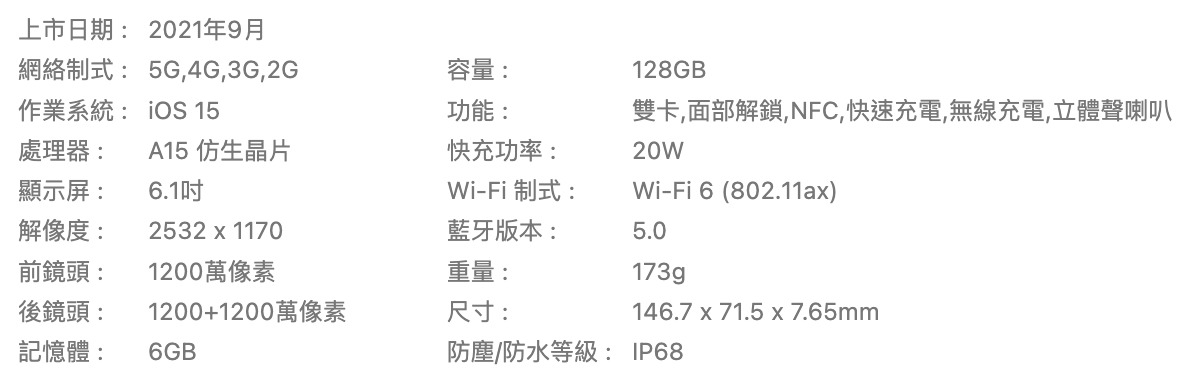 上市日期： 2021年9月
網絡制式： 5G,4G,3G,2G 容量： 128GB
作業系統： iOS 15 功能： 雙卡,面部解鎖,NFC,快速充電,無線充電,立體聲喇叭
處理器： A15 仿生晶片 快充功率： 20W
顯示屏： 6.1吋 Wi-Fi 制式： Wi-Fi 6 (802.11ax)
解像度： 2532 x 1170 藍牙版本： 5.0
前鏡頭： 1200萬像素 重量： 173g
後鏡頭： 1200+1200萬像素 尺寸： 146.7 x 71.5 x 7.65mm
記憶體： 6GB 防塵/防水等級： IP68